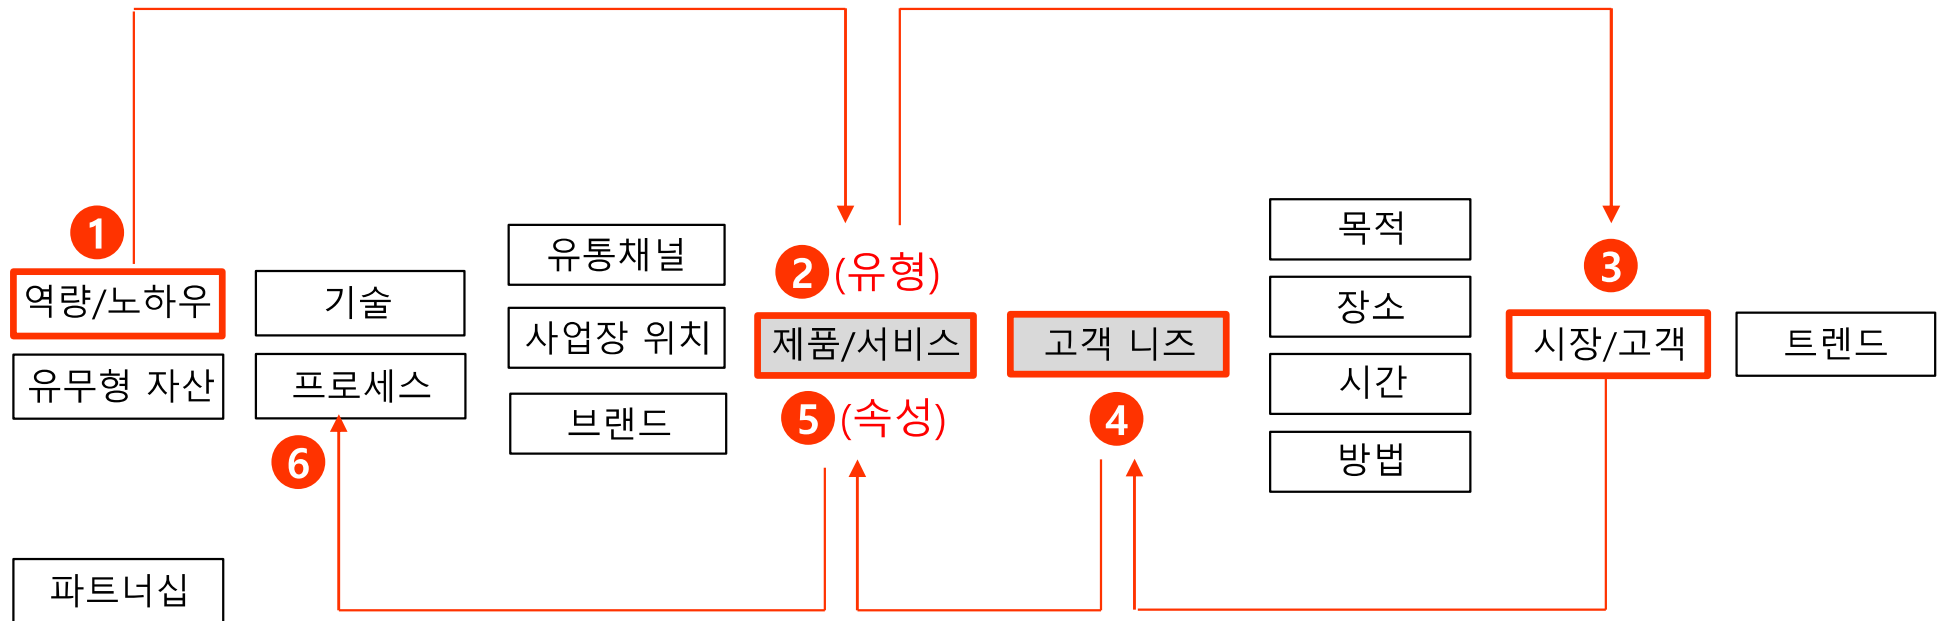 1
역량/노하우
유무형 자산
파트너십
기술
프로세스
6
유통채널
사업장 위치
브랜드
2 (유형)
제품/서비스
5 (속성)
고객 니즈
4
목적
장소
시간
방법
3
시장/고객
트렌드